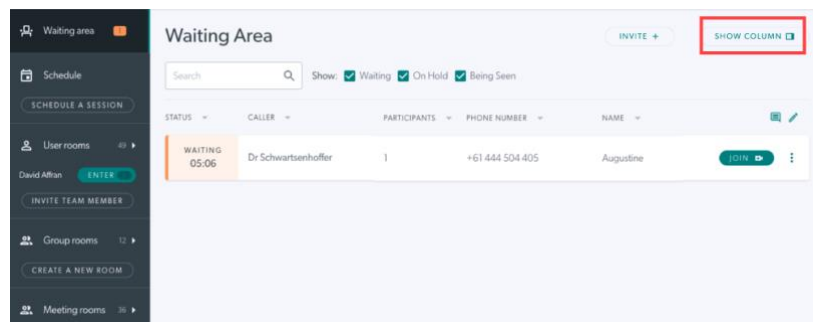 Waiting area 1
Schedule
SCHEDULE A SESSION
User rooms 49
David Affran ENTER
INVITE TEAM MEMBER
Group rooms 12
CREATE A NEW ROOM
Meeting rooms 36
Waiting Area
INVITE +
SHOW COLUMN
Search
Show: Waiting On Hold Being Seen
STATUS CALLER PARTICIPANTS PHONE NUMBER NAME
WAITING
05:06
Dr Schwartsenhoffer 1 +61 444 504 405 Augustine JOIN